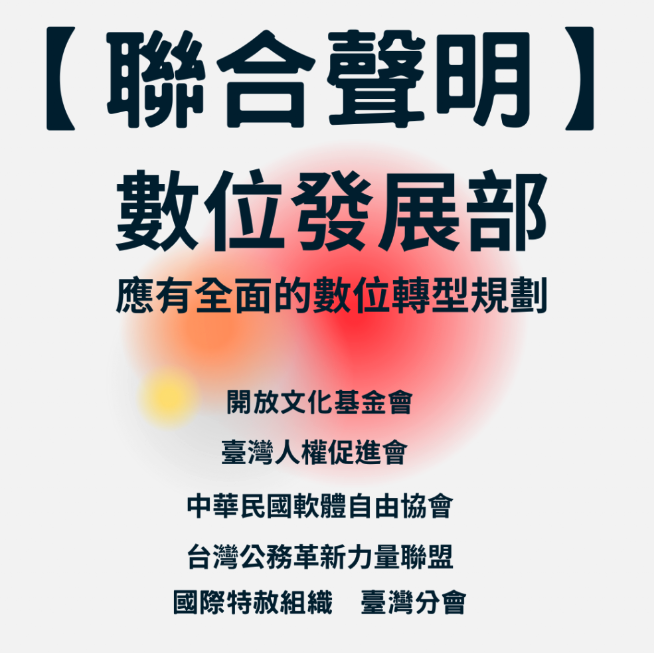 【聯合聲明】
數位發展部
應有全面的數位轉型規劃
開放文化基金會
臺灣人權促進會
中華民國軟體自由協會
台灣公務革新力量聯盟
國際特赦組織　臺灣分會